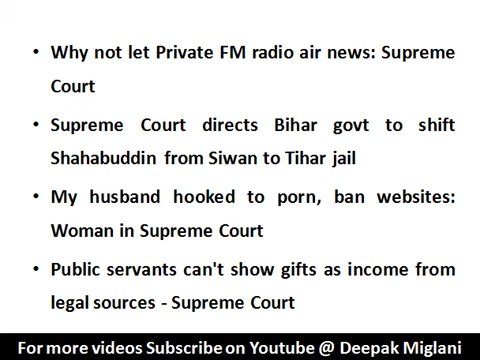 • Why not let Private FM radio air news: Supreme
Court
• Supreme Court directs Bihar govt to shift
Shahabuddin from Siwan to Tihar jail
• My husband hooked to porn, ban websites:
Woman in Supreme Court
• Public servants can't show gifts as income from
legal sources - Supreme Court
For more videos Subscribe on Youtube @ Deepak Miglani